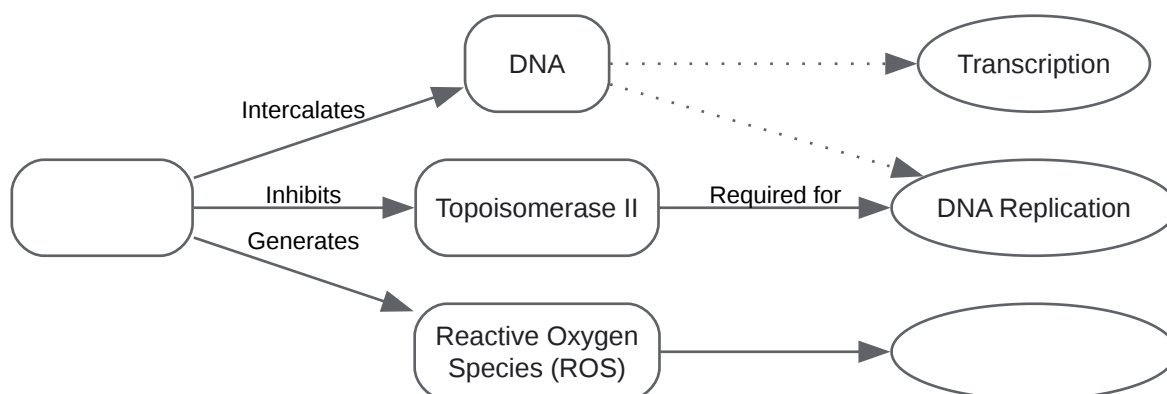 DNA
Transcription
Intercalates
Inhibits
Topoisomerase II
Required for
DNA Replication
Generates
Reactive Oxygen
Species (ROS)